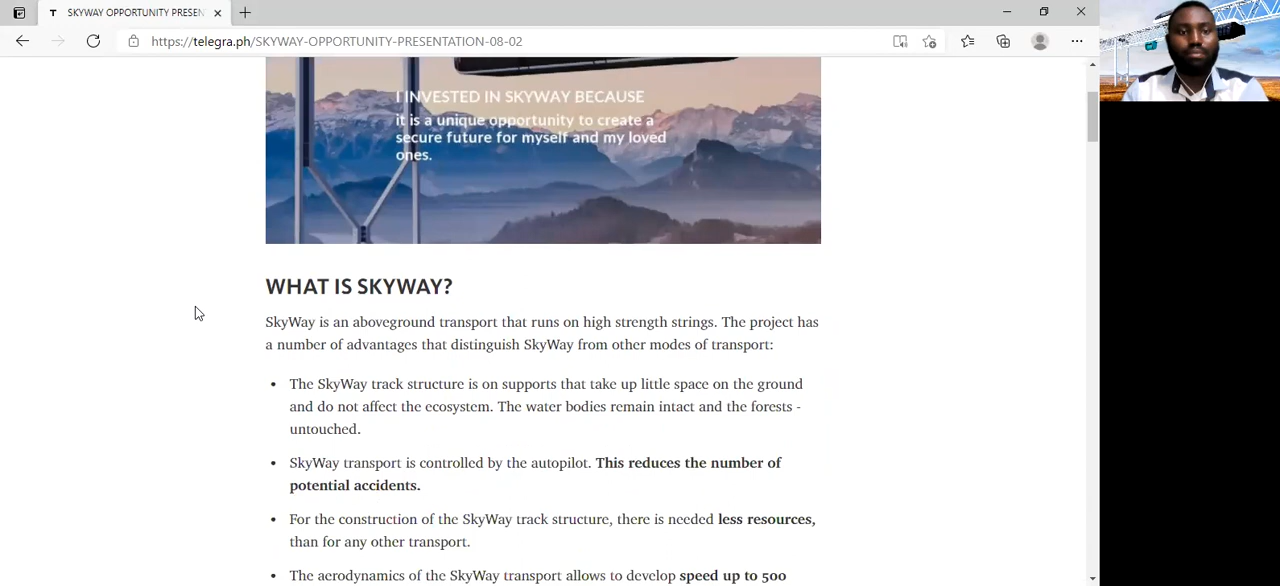 SKYWAY OPPORTUNITY PRESEN
https://telegra.ph/SKYWAY-OPPORTUNITY-PRESENTATION-08-02
I INVESTED IN SKYWAY BECAUSE
it is a unique opportunity to create a
secure future for myself and my loved
ones.
WHAT IS SKYWAY?
SkyWay is an aboveground transport that runs on high strength strings. The project has
a number of advantages that distinguish SkyWay from other modes of transport:
• The SkyWay track structure is on supports that take up little space on the ground
and do not affect the ecosystem. The water bodies remain intact and the forests -
untouched.
• SkyWay transport is controlled by the autopilot. This reduces the number of
potential accidents.
• For the construction of the SkyWay track structure, there is needed less resources,
than for any other transport.
• The aerodynamics of the SkyWay transport allows to develop speed up to 500